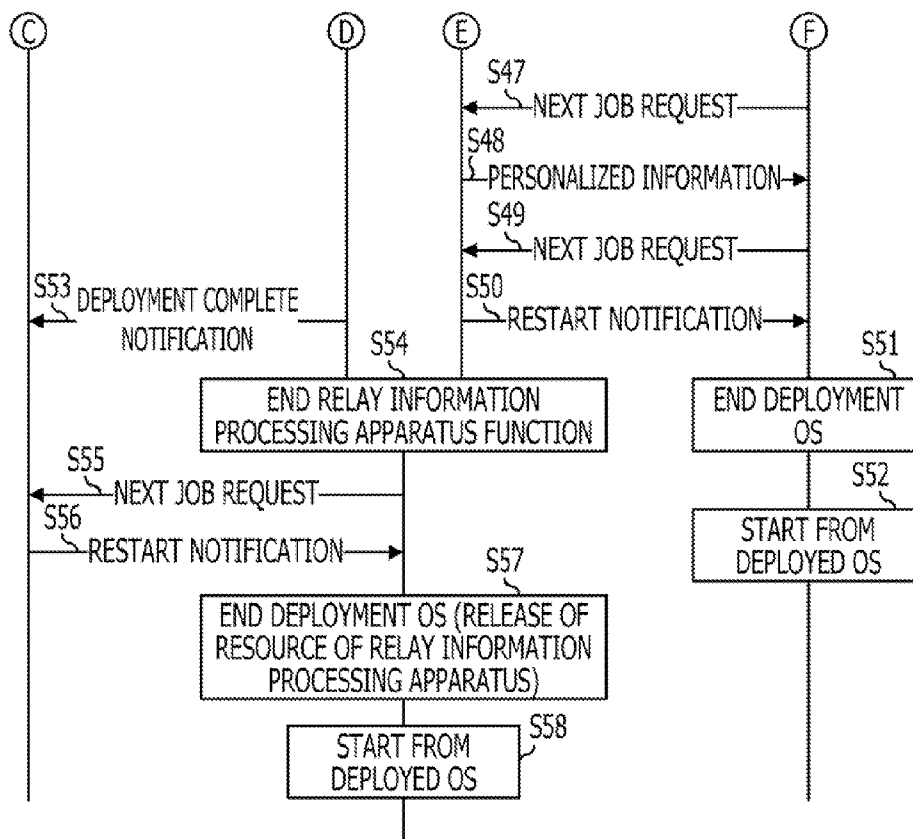 C
D
E
F
S47
NEXT JOB REQUEST
S48
PERSONALIZED INFORMATION
S49
NEXT JOB REQUEST
S53
DEPLOYMENT COMPLETE
NOTIFICATION
S50
RESTART NOTIFICATION
S54
END RELAY INFORMATION
PROCESSING APPARATUS FUNCTION
S51
END DEPLOYMENT
OS
S55
NEXT JOB REQUEST
S52
START FROM
DEPLOYED OS
S56
RESTART NOTIFICATION
S57
END DEPLOYMENT OS (RELEASE OF
RESOURCE OF RELAY INFORMATION
PROCESSING APPARATUS)
S58
START FROM
DEPLOYED OS